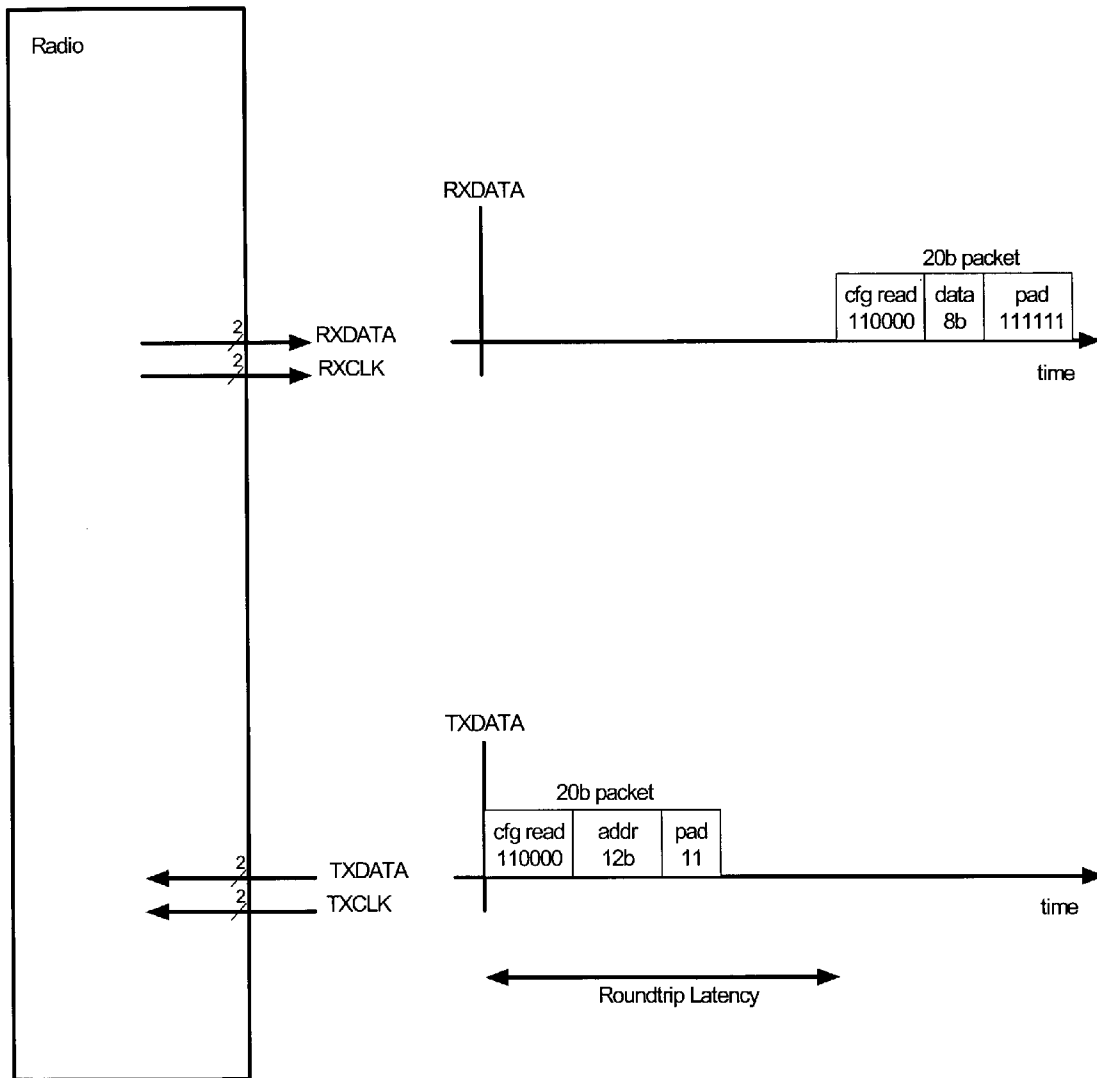 Radio
RXDATA
20b packet
cfg read data pad
110000 8b 111111
2 RXDATA
2 RXCLK
time
TXDATA
20b packet
cfg read addr pad
110000 12b 11
2 TXDATA
2 TXCLK
time
Roundtrip Latency